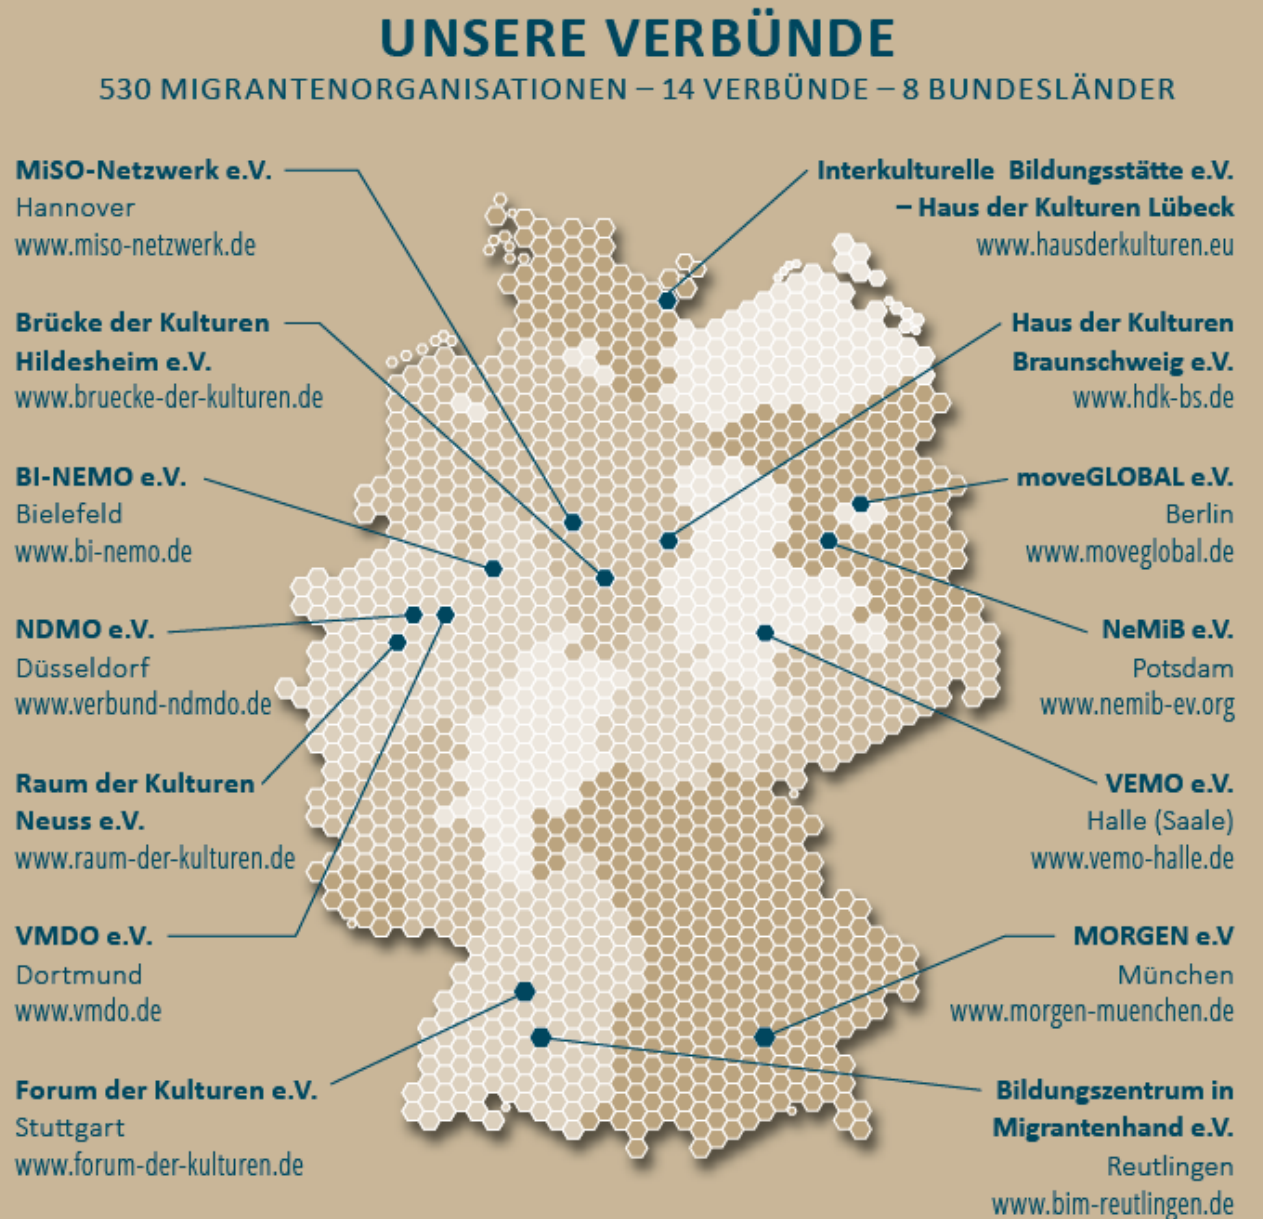 UNSERE VERBÜNDE
530 MIGRANTENORGANISATIONEN – 14 VERBÜNDE – 8 BUNDESLÄNDER
MiSO-Netzwerk e.V.
Hannover
www.miso-netzwerk.de
Brücke der Kulturen
Hildesheim e.V.
www.bruecke-der-kulturen.de
BI-NEMO e.V.
Bielefeld
www.bi-nemo.de
NDMO e.V.
Düsseldorf
www.verbund-ndmdo.de
Raum der Kulturen
Neuss e.V.
www.raum-der-kulturen.de
VMDO e.V.
Dortmund
www.vmdo.de
Forum der Kulturen e.V.
Stuttgart
www.forum-der-kulturen.de
Interkulturelle Bildungsstätte e.V.
– Haus der Kulturen Lübeck
www.hausderkulturen.eu
Haus der Kulturen
Braunschweig e.V.
www.hdk-bs.de
moveGLOBAL e.V.
Berlin
www.moveglobal.de
NeMiB e.V.
Potsdam
www.nemib-ev.org
VEMO e.V.
Halle (Saale)
www.vemo-halle.de
MORGEN e.V
München
www.morgen-muenchen.de
Bildungszentrum in
Migrantenhand e.V.
Reutlingen
www.bim-reutlingen.de